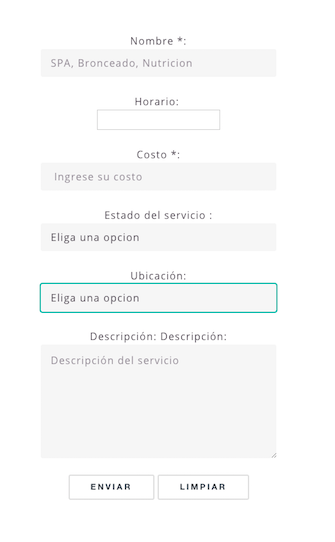 Nombre *:
SPA, Bronceado, Nutricion
Horario:
Costo *:
Ingrese su costo
Estado del servicio :
Eliga una opcion
Ubicación:
Eliga una opcion
Descripción: Descripción:
Descripción del servicio
ENVIAR LIMPIAR